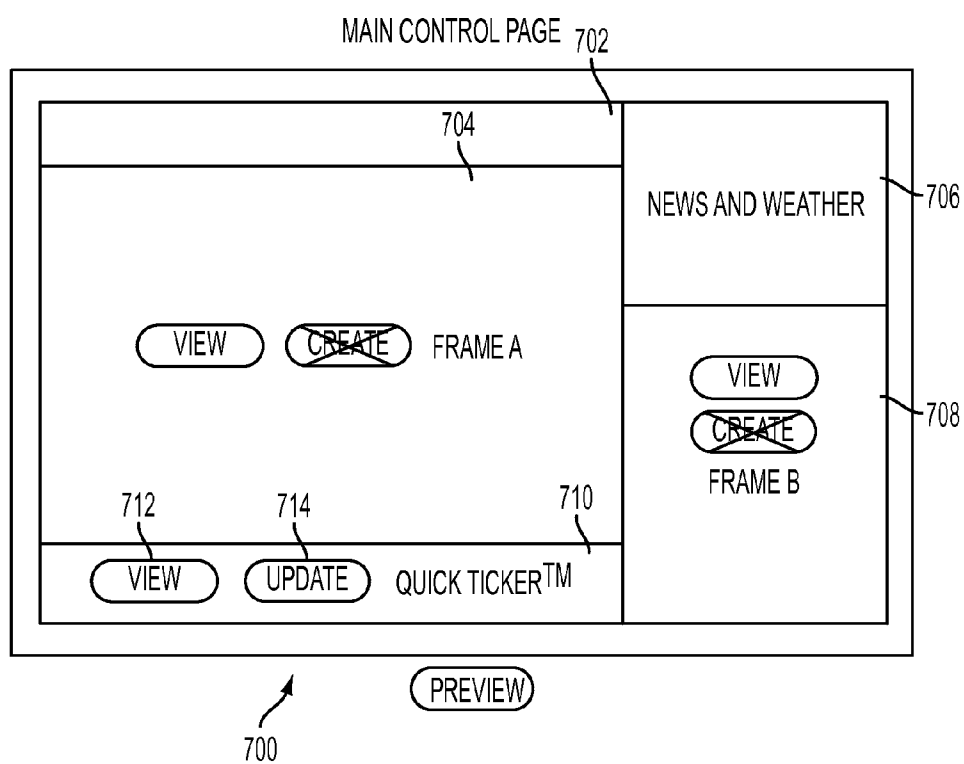 MAIN CONTROL PAGE
702
704
NEWS AND WEATHER
706
VIEW CREATE FRAME A
VIEW
CREATE
FRAME B
708
712
714
710
VIEW UPDATE QUICK TICKER™
PREVIEW
700